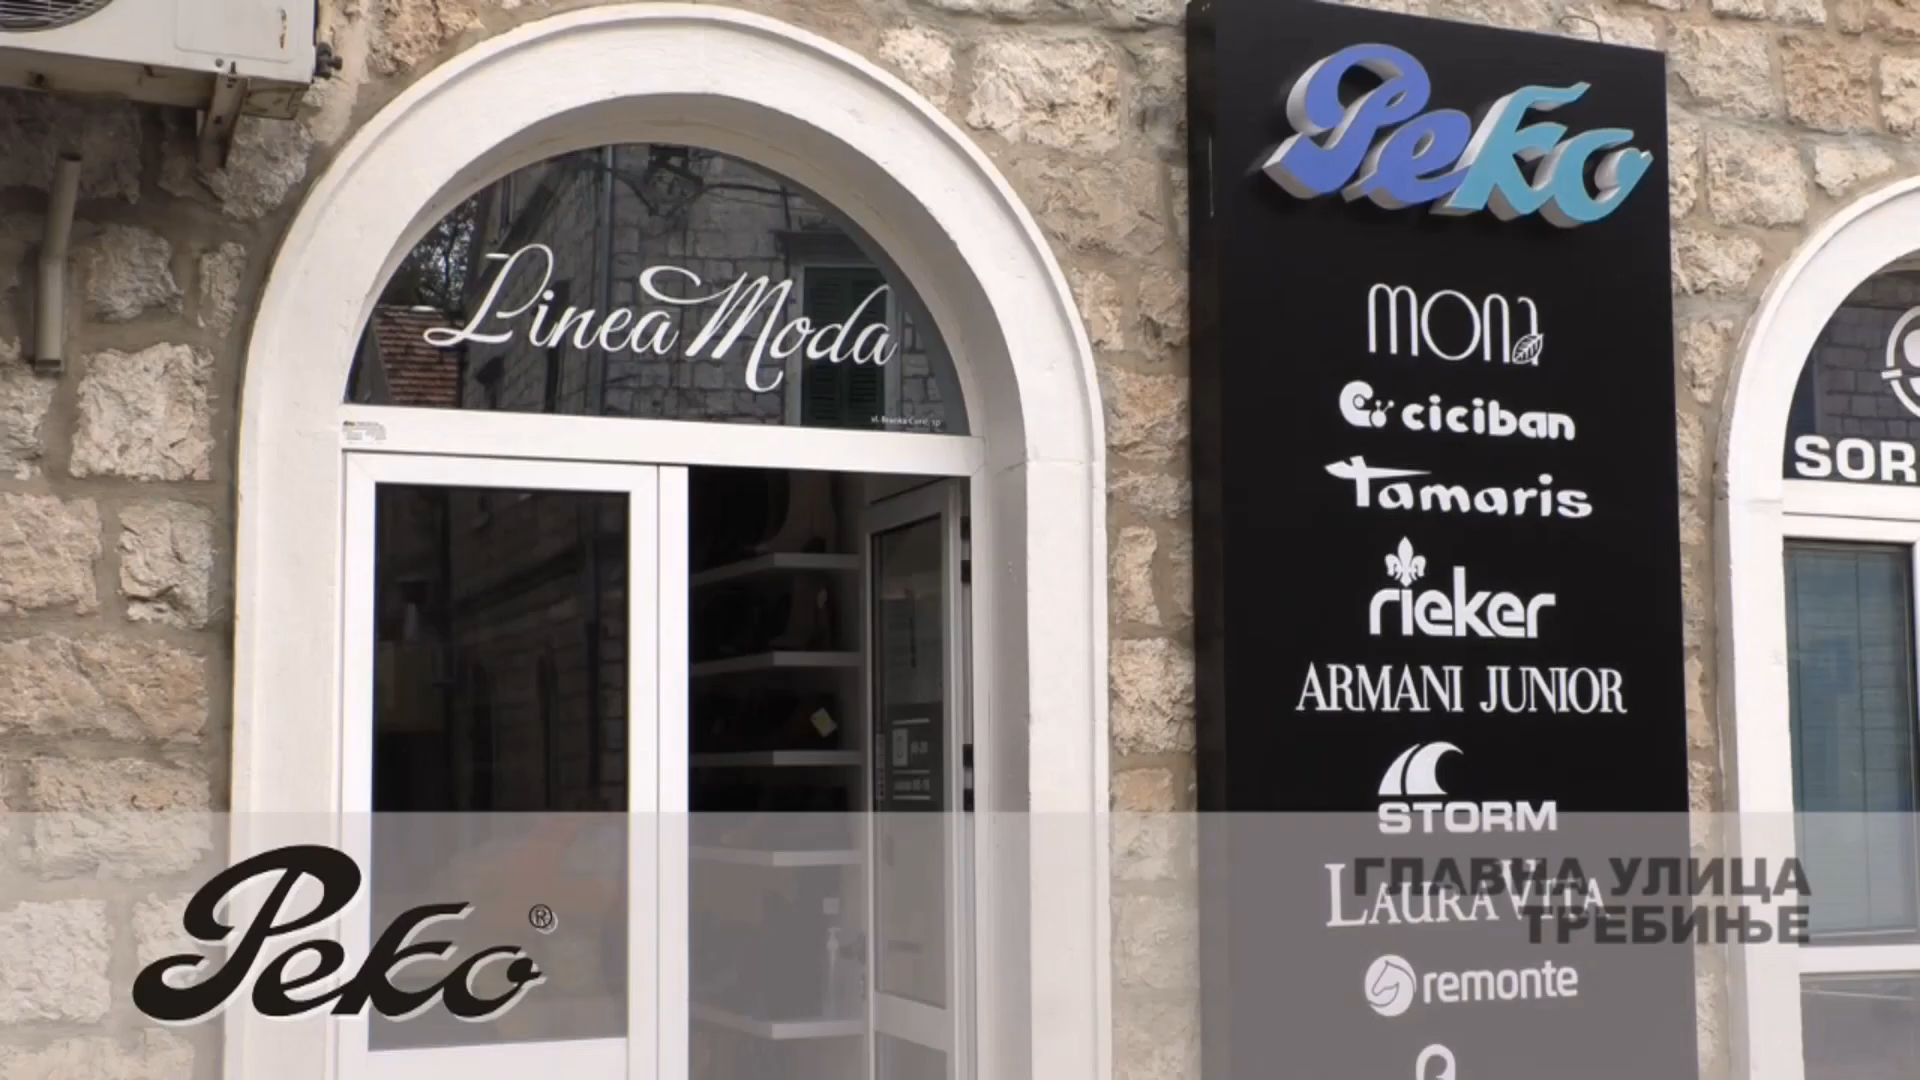 Linea Moda
Peko
mona
ciciban
Tamaris
rieker
ARMANI JUNIOR
STORM
LAURA VITA
remonte
SOR
Peko®
ГЛАВНА УЛИЦА
ТРЕБИЊЕ